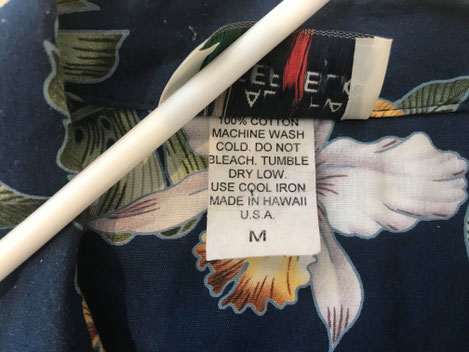 100% COTTON
MACHINE WASH
COLD. DO NOT
BLEACH. TUMBLE
DRY LOW.
USE COOL IRON
MADE IN HAWAII
U.S.A.
M